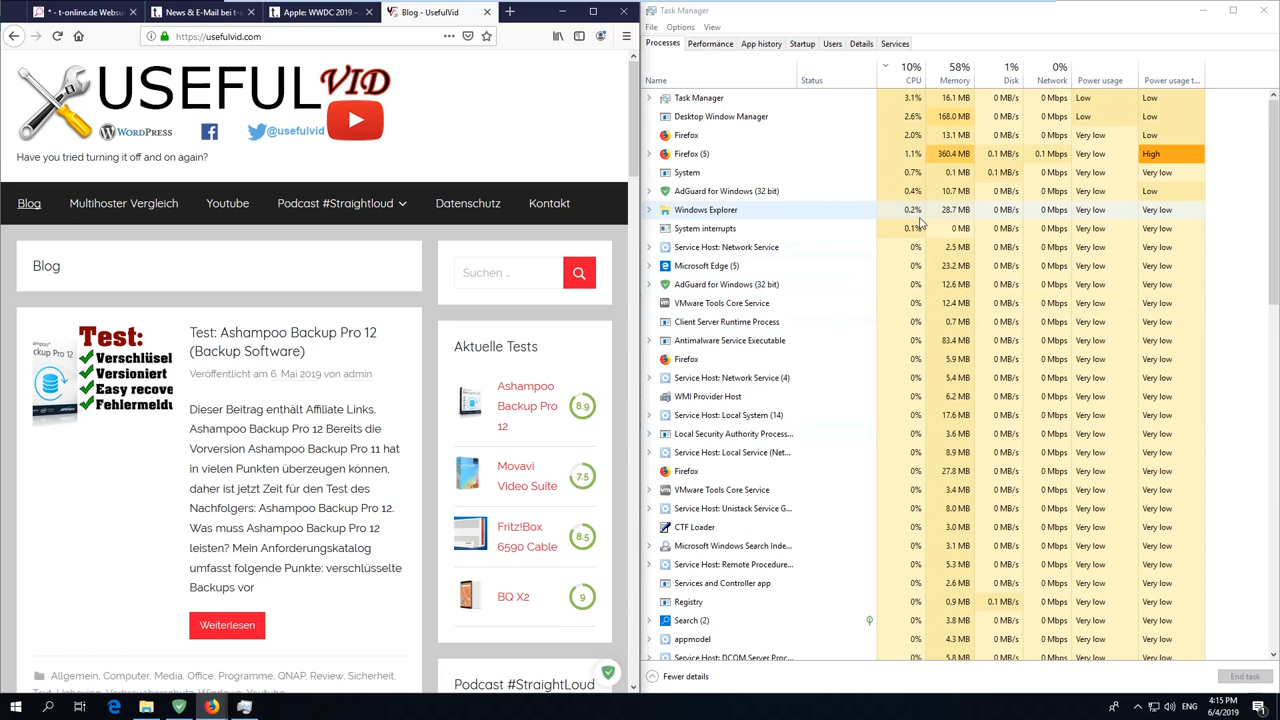 * - t-online.de Websuch
News & E-Mail bei t-on
Apple: WWDC 2019 –
Blog - UsefulVid
https://usefulvid.com
USEFUL VID
WORDPRESS
@usefulvid
Have you tried turning it off and on again?
Blog
Multihoster Vergleich
Youtube
Podcast #Straightloud
Datenschutz
Kontakt
Blog
Suchen …
Test:
Verschlüsel
Versioniert
Easy recove
Fehlermeldu
ckup Pro 12
Test: Ashampoo Backup Pro 12
(Backup Software)
Veröffentlicht am 6. Mai 2019 von admin
Dieser Beitrag enthält Affiliate Links.
Ashampoo Backup Pro 12 Bereits die
Vorversion Ashampoo Backup Pro 11 hat
in vielen Punkten überzeugen können,
daher ist jetzt Zeit für den Test des
Nachfolgers: Ashampoo Backup Pro 12.
Was muss Ashampoo Backup Pro 12
leisten? Mein Anforderungskatalog
umfasst folgende Punkte: verschlüsselte
Backups vor
Weiterlesen
Allgemein, Computer, Media, Office, Programme, QNAP, Review, Sicherheit,
Aktuelle Tests
Ashampoo
Backup Pro
12
8.9
Movavi
Video Suite
7.5
Fritz!Box
6590 Cable
8.5
BQ X2
9
Podcast #StraightLoud
Task Manager
File Options View
Processes Performance App history Startup Users Details Services
10% 58% 1% 0%
Name Status CPU Memory Disk Network Power usage Power usage t...
Task Manager 3.1% 16.1 MB 0 MB/s 0 Mbps Low Low
Desktop Window Manager 2.6% 168.0 MB 0 MB/s 0 Mbps Low Low
Firefox 2.0% 13.1 MB 0 MB/s 0 Mbps Very low Low
Firefox (5) 1.1% 360.4 MB 0.1 MB/s 0.1 Mbps Very low High
System 0.7% 0.1 MB 0.1 MB/s 0 Mbps Very low Very low
AdGuard for Windows (32 bit) 0.4% 10.7 MB 0 MB/s 0 Mbps Very low Low
Windows Explorer 0.2% 28.7 MB 0 MB/s 0 Mbps Very low Very low
System interrupts 0.1% 0 MB 0 MB/s 0 Mbps Very low Very low
Service Host: Network Service 0% 2.5 MB 0 MB/s 0 Mbps Very low Very low
Microsoft Edge (5) 0% 23.2 MB 0 MB/s 0 Mbps Very low Very low
AdGuard for Windows (32 bit) 0% 12.6 MB 0 MB/s 0 Mbps Very low Very low
VMware Tools Core Service 0% 12.4 MB 0 MB/s 0 Mbps Very low Very low
Client Server Runtime Process 0% 0.7 MB 0 MB/s 0 Mbps Very low Very low
Antimalware Service Executable 0% 83.4 MB 0 MB/s 0 Mbps Very low Very low
Firefox 0% 5.9 MB 0 MB/s 0 Mbps Very low Very low
Service Host: Network Service (4) 0% 5.4 MB 0 MB/s 0 Mbps Very low Very low
WMI Provider Host 0% 6.2 MB 0 MB/s 0 Mbps Very low Very low
Service Host: Local System (14) 0% 17.6 MB 0 MB/s 0 Mbps Very low Very low
Local Security Authority Process... 0% 3.6 MB 0 MB/s 0 Mbps Very low Very low
Service Host: Local Service (Net... 0% 8.9 MB 0 MB/s 0 Mbps Very low Very low
Firefox 0% 27.8 MB 0 MB/s 0 Mbps Very low Very low
VMware Tools Core Service 0% 3.4 MB 0 MB/s 0 Mbps Very low Very low
Service Host: Unistack Service G... 0% 8.0 MB 0 MB/s 0 Mbps Very low Very low
CTF Loader 0% 3.0 MB 0 MB/s 0 Mbps Very low Very low
Microsoft Windows Search Inde... 0% 3.1 MB 0 MB/s 0 Mbps Very low Very low
Service Host: Remote Procedure... 0% 5.3 MB 0 MB/s 0 Mbps Very low Very low
Services and Controller app 0% 2.6 MB 0 MB/s 0 Mbps Very low Very low
Registry 0% 0.9 MB 0.1 MB/s 0 Mbps Very low Very low
Search (2) 0% 3.8 MB 0 MB/s 0 Mbps Very low Very low
appmodel 0% 4.3 MB 0 MB/s 0 Mbps Very low Very low
Service Host: DCOM Server Proc... 0% 5.8 MB 0 MB/s 0 Mbps Very low Very low
Fewer details
End task
ENG
4:15 PM
6/4/2019
1